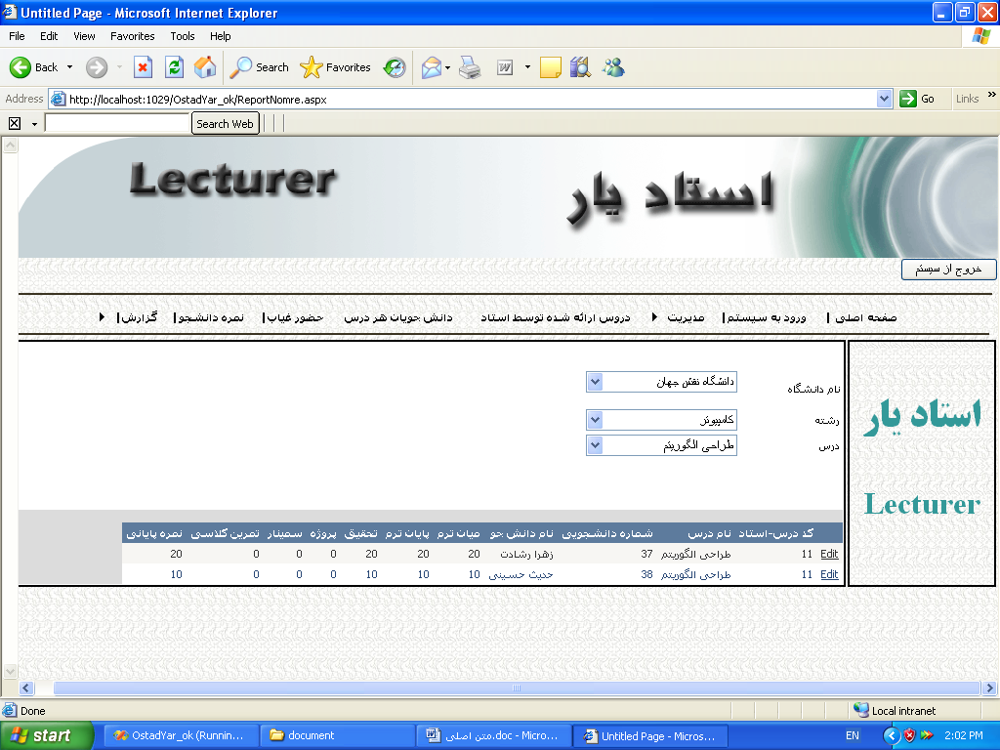 Untitled Page - Microsoft Internet Explorer
File Edit View Favorites Tools Help
Back Search Favorites
Address http://localhost:1029/OstadYar_ok/ReportNomre.aspx Go Links »
Search Web
Lecturer استاد یار
خروج از سیستم
صفحه اصلی | ورود به سیستم | مدیریت دروس ارائه شده توسط استاد دانش جویان هر درس حضور غیاب | نمره دانشجو | گزارش |
نام دانشگاه دانشگاه نقش جهان
رشته کامپیوتر
درس طراحی الگوریتم
استاد یار
Lecturer
کد درس-استاد نام درس شماره دانشجویی نام دانش جو میان ترم پایان ترم تحقیق پروژه سمینار تمرین کلاسی نمره پایانی
Edit 11 طراحی الگوریتم 37 زهرا رشادت 20 20 20 0 0 0 20
Edit 11 طراحی الگوریتم 38 حدیث حسینی 10 10 10 0 0 0 10
Done Local intranet
start OstadYar_ok (Runnin... document متن اصلی.doc - Micro... Untitled Page - Micros... EN 2:02 PM